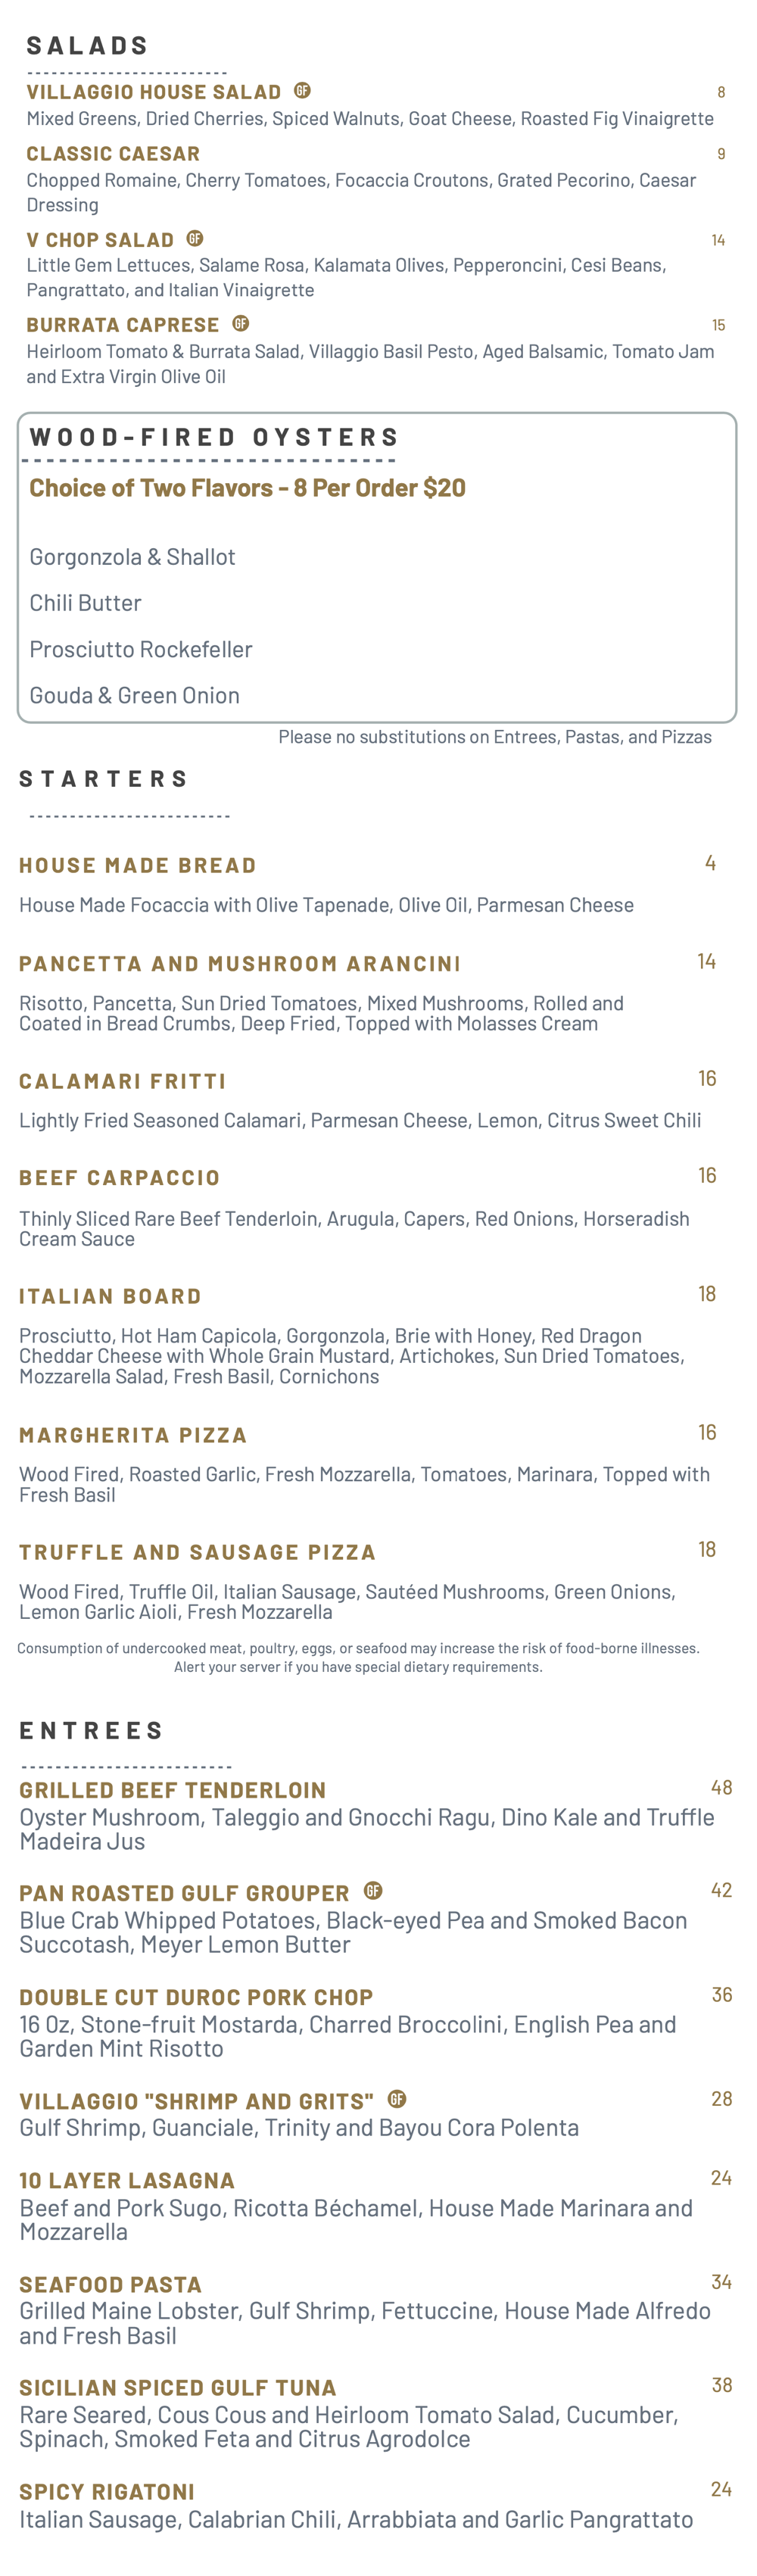 SALADS
VILLAGGIO HOUSE SALAD GF 8
Mixed Greens, Dried Cherries, Spiced Walnuts, Goat Cheese, Roasted Fig Vinaigrette
CLASSIC CAESAR 9
Chopped Romaine, Cherry Tomatoes, Focaccia Croutons, Grated Pecorino, Caesar
Dressing
V CHOP SALAD GF 14
Little Gem Lettuces, Salame Rosa, Kalamata Olives, Pepperoncini, Cesi Beans,
Pangrattato, and Italian Vinaigrette
BURRATA CAPRESE GF 15
Heirloom Tomato & Burrata Salad, Villaggio Basil Pesto, Aged Balsamic, Tomato Jam
and Extra Virgin Olive Oil
WOOD-FIRED OYSTERS
Choice of Two Flavors - 8 Per Order $20
Gorgonzola & Shallot
Chili Butter
Prosciutto Rockefeller
Gouda & Green Onion
Please no substitutions on Entrees, Pastas, and Pizzas
STARTERS
HOUSE MADE BREAD 4
House Made Focaccia with Olive Tapenade, Olive Oil, Parmesan Cheese
PANCETTA AND MUSHROOM ARANCINI 14
Risotto, Pancetta, Sun Dried Tomatoes, Mixed Mushrooms, Rolled and
Coated in Bread Crumbs, Deep Fried, Topped with Molasses Cream
CALAMARI FRITTI 16
Lightly Fried Seasoned Calamari, Parmesan Cheese, Lemon, Citrus Sweet Chili
BEEF CARPACCIO 16
Thinly Sliced Rare Beef Tenderloin, Arugula, Capers, Red Onions, Horseradish
Cream Sauce
ITALIAN BOARD 18
Prosciutto, Hot Ham Capicola, Gorgonzola, Brie with Honey, Red Dragon
Cheddar Cheese with Whole Grain Mustard, Artichokes, Sun Dried Tomatoes,
Mozzarella Salad, Fresh Basil, Cornichons
MARGHERITA PIZZA 16
Wood Fired, Roasted Garlic, Fresh Mozzarella, Tomatoes, Marinara, Topped with
Fresh Basil
TRUFFLE AND SAUSAGE PIZZA 18
Wood Fired, Truffle Oil, Italian Sausage, Sautéed Mushrooms, Green Onions,
Lemon Garlic Aioli, Fresh Mozzarella
Consumption of undercooked meat, poultry, eggs, or seafood may increase the risk of food-borne illnesses.
Alert your server if you have special dietary requirements.
ENTREES
GRILLED BEEF TENDERLOIN 48
Oyster Mushroom, Taleggio and Gnocchi Ragu, Dino Kale and Truffle
Madeira Jus
PAN ROASTED GULF GROUPER GF 42
Blue Crab Whipped Potatoes, Black-eyed Pea and Smoked Bacon
Succotash, Meyer Lemon Butter
DOUBLE CUT DUROC PORK CHOP 36
16 Oz, Stone-fruit Mostarda, Charred Broccolini, English Pea and
Garden Mint Risotto
VILLAGGIO "SHRIMP AND GRITS" GF 28
Gulf Shrimp, Guanciale, Trinity and Bayou Cora Polenta
10 LAYER LASAGNA 24
Beef and Pork Sugo, Ricotta Béchamel, House Made Marinara and
Mozzarella
SEAFOOD PASTA 34
Grilled Maine Lobster, Gulf Shrimp, Fettuccine, House Made Alfredo
and Fresh Basil
SICILIAN SPICED GULF TUNA 38
Rare Seared, Cous Cous and Heirloom Tomato Salad, Cucumber,
Spinach, Smoked Feta and Citrus Agrodolce
SPICY RIGATONI 24
Italian Sausage, Calabrian Chili, Arrabbiata and Garlic Pangrattato